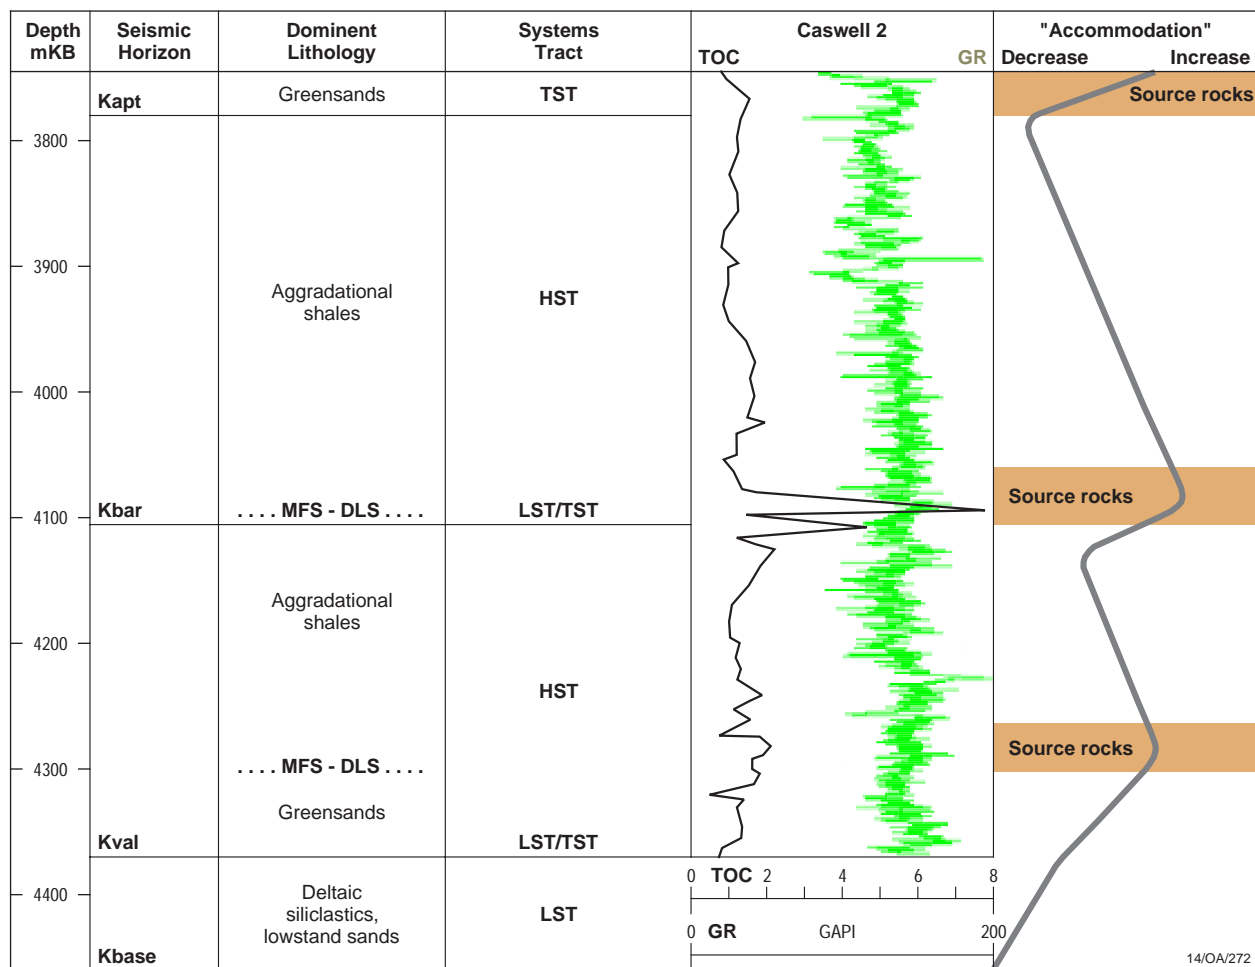 Depth
mKB
Seismic
Horizon
Dominent
Lithology
Systems
Tract
Caswell 2
TOC
GR
"Accommodation"
Decrease
Increase
Kapt
Greensands
TST
Source rocks
3800
3900
Aggradational
shales
HST
4000
Source rocks
Kbar
. . . . MFS - DLS . . . .
LST/TST
4100
Aggradational
shales
4200
HST
Source rocks
. . . . MFS - DLS . . . .
4300
Greensands
Kval
LST/TST
0 TOC 2 4 6 8
4400
Deltaic
siliclastics,
lowstand sands
LST
0 GR GAPI 200
Kbase
14/OA/272